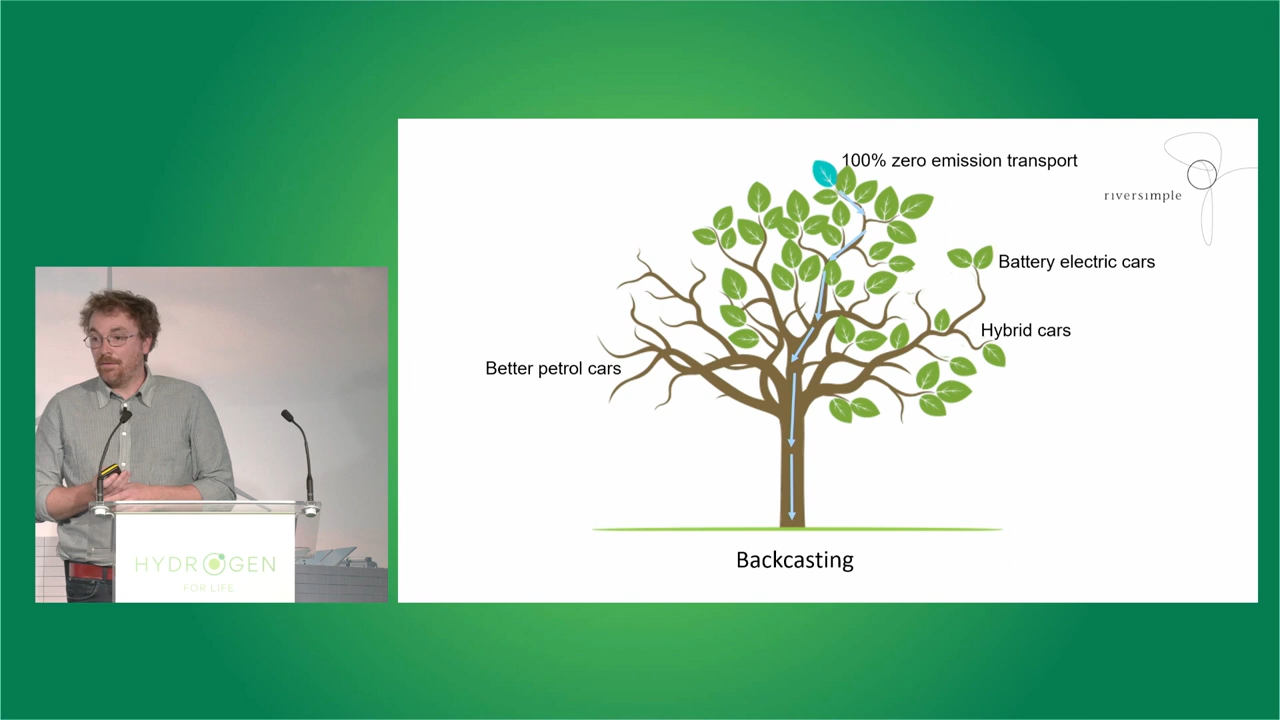 100% zero emission transport
riversimple
Battery electric cars
Hybrid cars
Better petrol cars
Backcasting
HYDROGEN
FOR LIFE